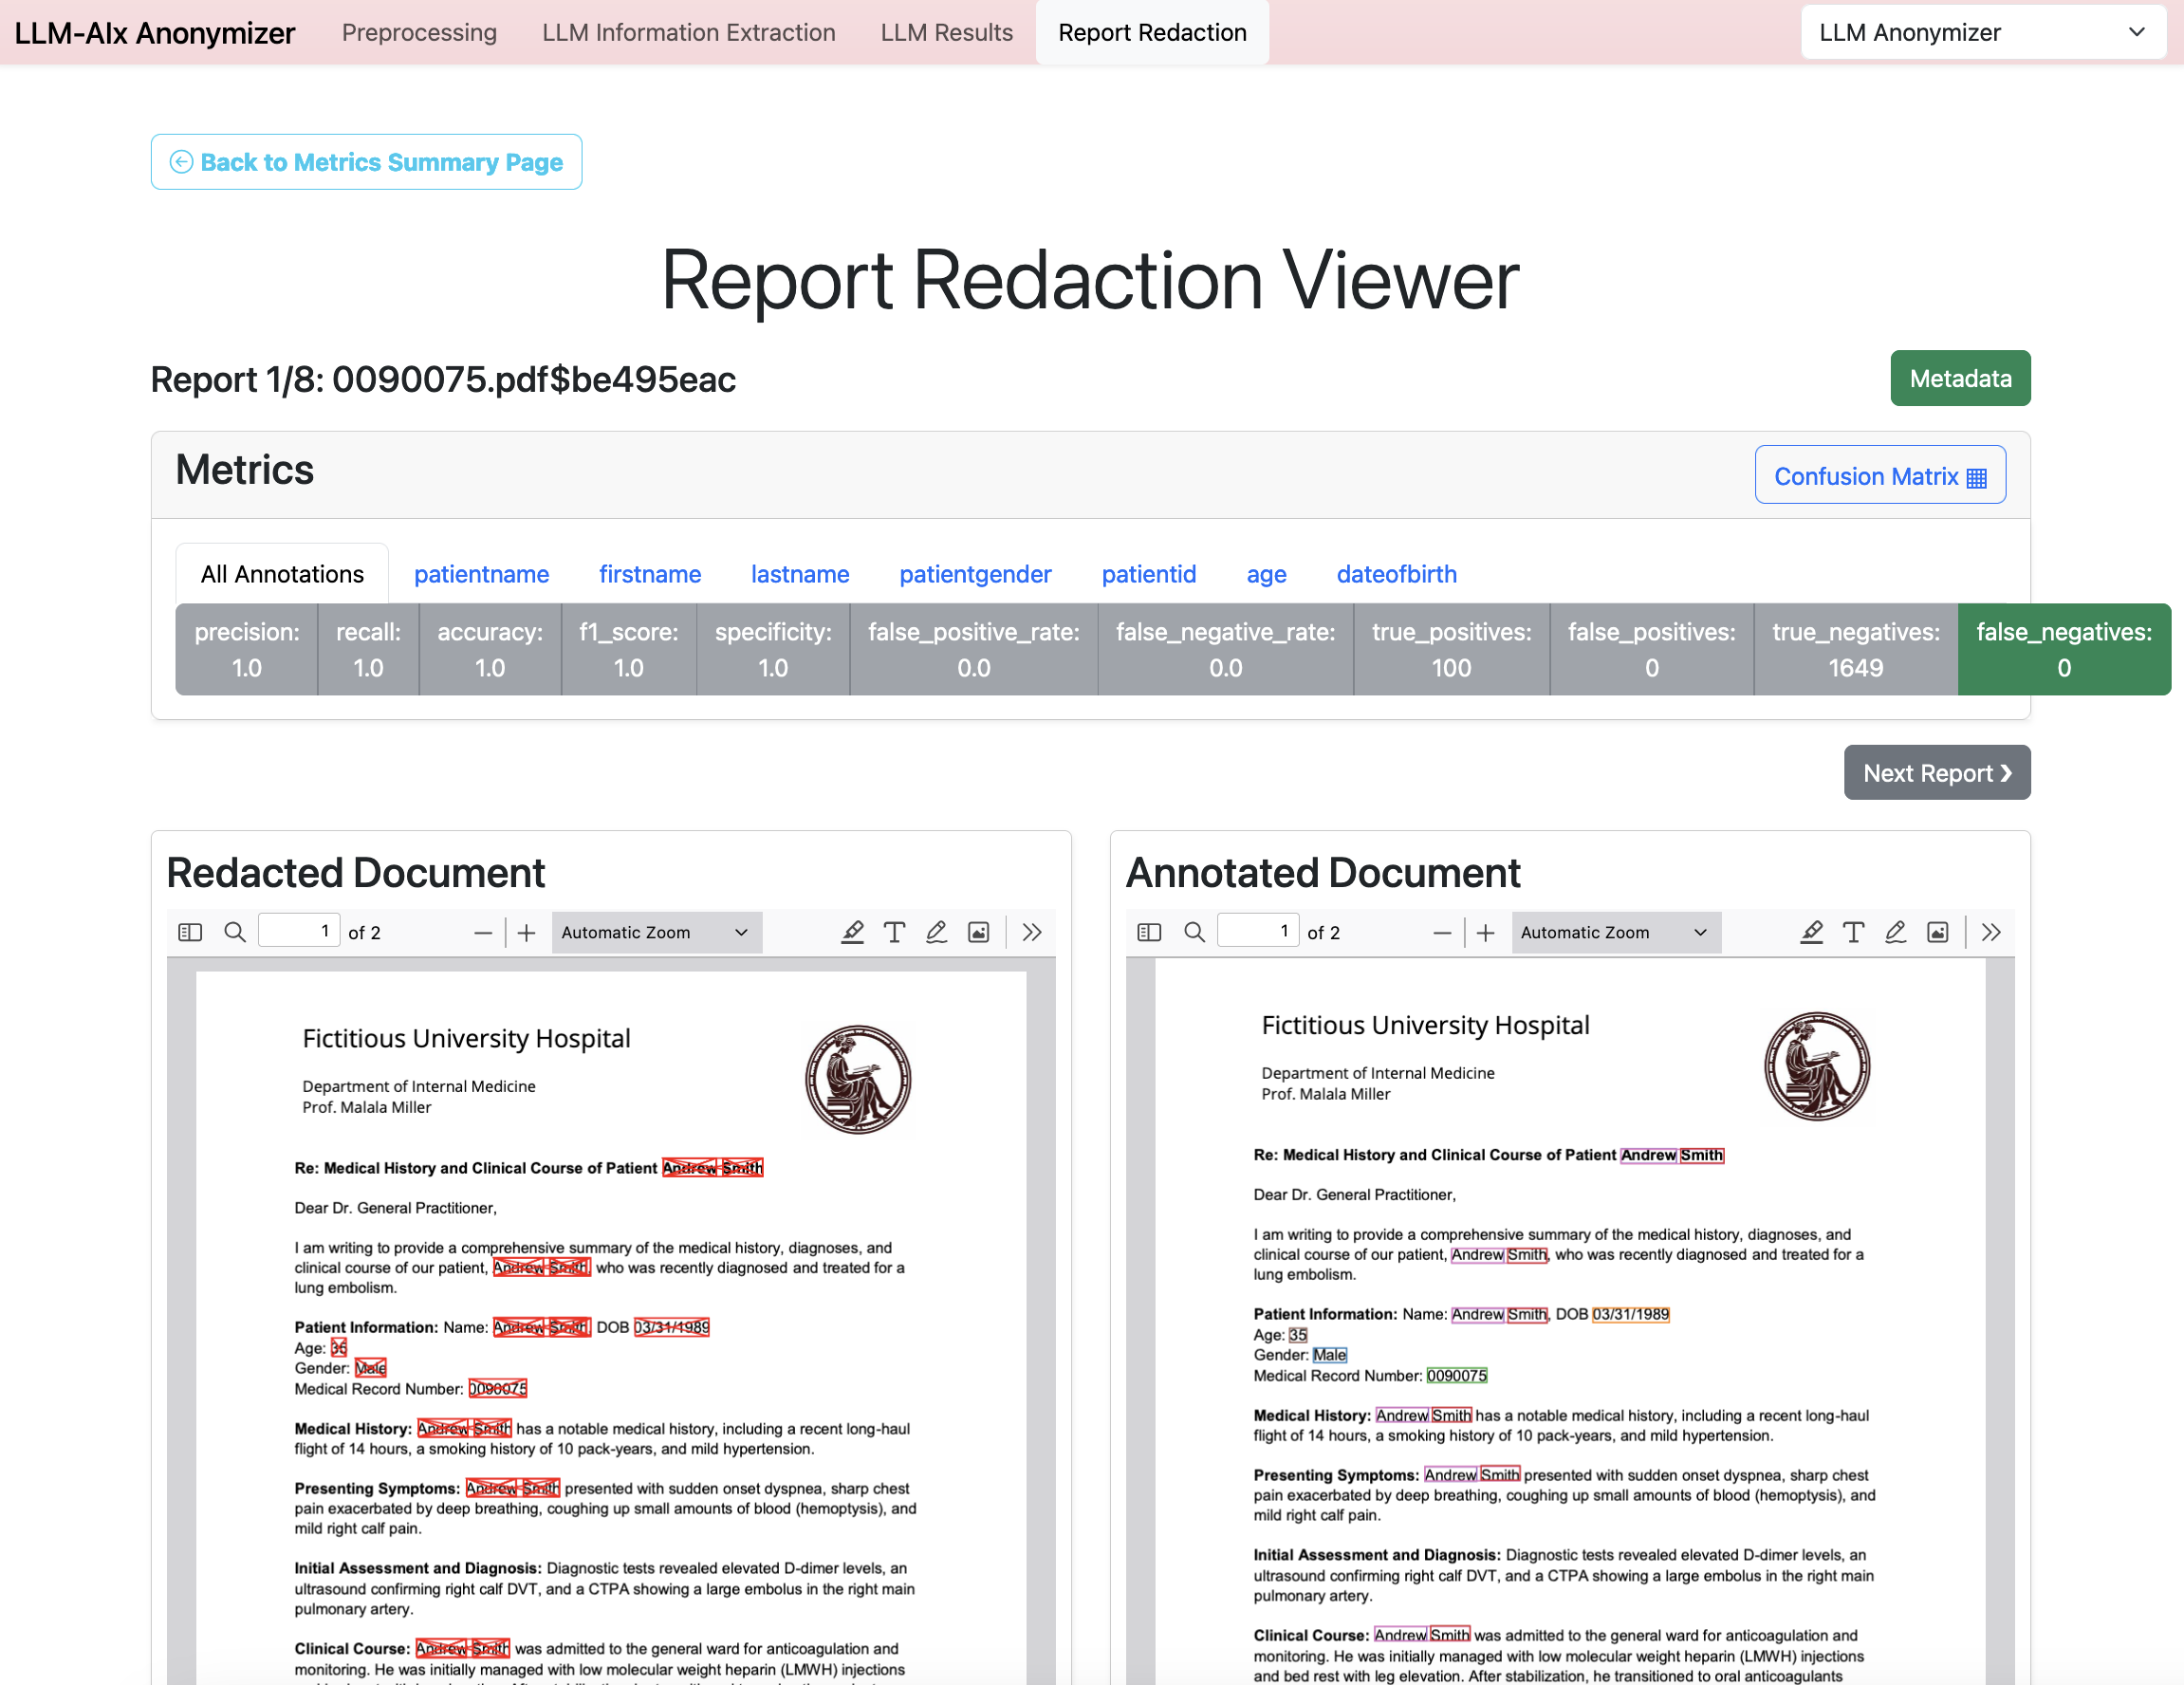 LLM-AIx Anonymizer
Preprocessing
LLM Information Extraction
LLM Results
Report Redaction
LLM Anonymizer
Back to Metrics Summary Page
Report Redaction Viewer
Report 1/8: 0090075.pdf$be495eac
Metadata
Metrics
Confusion Matrix
All Annotations
patientname
firstname
lastname
patientgender
patientid
age
dateofbirth
precision:
1.0
recall:
1.0
accuracy:
1.0
f1_score:
1.0
specificity:
1.0
false_positive_rate:
0.0
false_negative_rate:
0.0
true_positives:
100
false_positives:
0
true_negatives:
1649
false_negatives:
0
Next Report ❯
Redacted Document
1 of 2
Automatic Zoom
Fictitious University Hospital
Department of Internal Medicine
Prof. Malala Miller
Re: Medical History and Clinical Course of Patient Andrew Smith
Dear Dr. General Practitioner,
I am writing to provide a comprehensive summary of the medical history, diagnoses, and
clinical course of our patient, Andrew Smith, who was recently diagnosed and treated for a
lung embolism.
Patient Information: Name: Andrew Smith, DOB 03/31/1989
Age: 35
Gender: Male
Medical Record Number: 0090075
Medical History: Andrew Smith has a notable medical history, including a recent long-haul
flight of 14 hours, a smoking history of 10 pack-years, and mild hypertension.
Presenting Symptoms: Andrew Smith presented with sudden onset dyspnea, sharp chest
pain exacerbated by deep breathing, coughing up small amounts of blood (hemoptysis), and
mild right calf pain.
Initial Assessment and Diagnosis: Diagnostic tests revealed elevated D-dimer levels, an
ultrasound confirming right calf DVT, and a CTPA showing a large embolus in the right main
pulmonary artery.
Clinical Course: Andrew Smith was admitted to the general ward for anticoagulation and
monitoring. He was initially managed with low molecular weight heparin (LMWH) injections
Annotated Document
1 of 2
Automatic Zoom
Fictitious University Hospital
Department of Internal Medicine
Prof. Malala Miller
Re: Medical History and Clinical Course of Patient Andrew Smith
Dear Dr. General Practitioner,
I am writing to provide a comprehensive summary of the medical history, diagnoses, and
clinical course of our patient, Andrew Smith, who was recently diagnosed and treated for a
lung embolism.
Patient Information: Name: Andrew Smith, DOB 03/31/1989
Age: 35
Gender: Male
Medical Record Number: 0090075
Medical History: Andrew Smith has a notable medical history, including a recent long-haul
flight of 14 hours, a smoking history of 10 pack-years, and mild hypertension.
Presenting Symptoms: Andrew Smith presented with sudden onset dyspnea, sharp chest
pain exacerbated by deep breathing, coughing up small amounts of blood (hemoptysis), and
mild right calf pain.
Initial Assessment and Diagnosis: Diagnostic tests revealed elevated D-dimer levels, an
ultrasound confirming right calf DVT, and a CTPA showing a large embolus in the right main
pulmonary artery.
Clinical Course: Andrew Smith was admitted to the general ward for anticoagulation and
monitoring. He was initially managed with low molecular weight heparin (LMWH) injections
and bed rest with leg elevation. After stabilization, he transitioned to oral anticoagulants